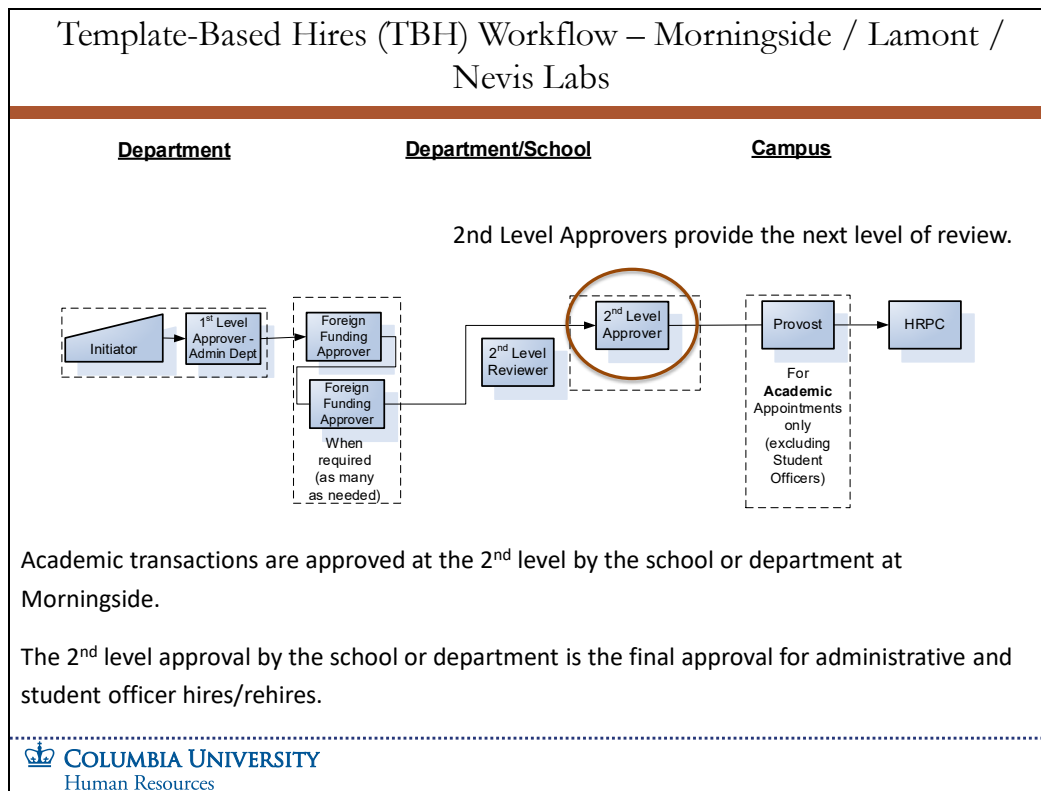 Template-Based Hires (TBH) Workflow – Morningside / Lamont /
Nevis Labs
Department
Department/School
Campus
2nd Level Approvers provide the next level of review.
Initiator
1st Level
Approver -
Admin Dept
Foreign
Funding
Approver
Foreign
Funding
Approver
When
required
(as many
as needed)
2nd Level
Reviewer
2nd Level
Approver
Provost
For
Academic
Appointments
only
(excluding
Student
Officers)
HRPC
Academic transactions are approved at the 2nd level by the school or department at
Morningside.
The 2nd level approval by the school or department is the final approval for administrative and
student officer hires/rehires.
COLUMBIA UNIVERSITY
Human Resources